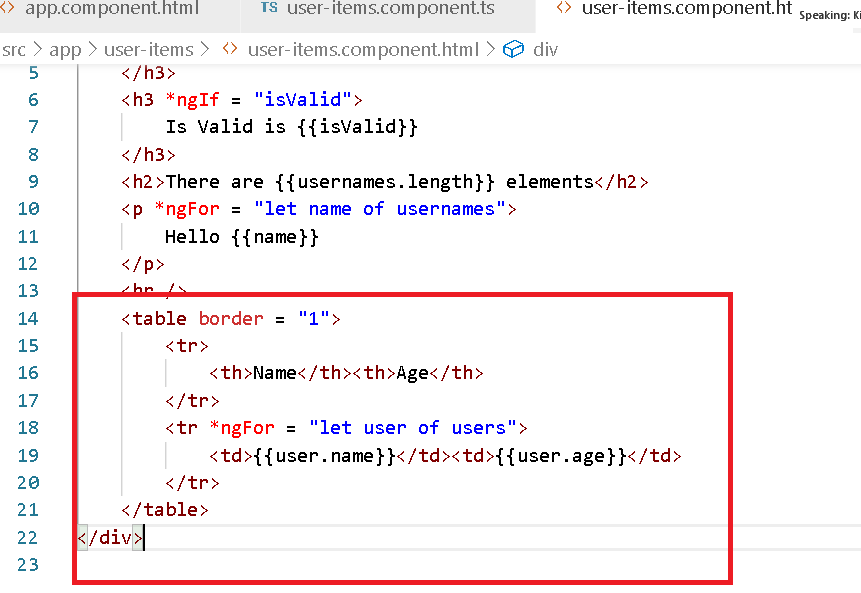 <> app.component.html TS user-items.component.ts <> user-items.component.ht Speaking: Ki
src > app > user-items > <> user-items.component.html > div
5 </h3>
6 <h3 *ngIf = "isValid">
7 Is Valid is {{isValid}}
8 </h3>
9 <h2>There are {{usernames.length}} elements</h2>
10 <p *ngFor = "let name of usernames">
11 Hello {{name}}
12 </p>
13 <hr />
14 <table border = "1">
15 <tr>
16 <th>Name</th><th>Age</th>
17 </tr>
18 <tr *ngFor = "let user of users">
19 <td>{{user.name}}</td><td>{{user.age}}</td>
20 </tr>
21 </table>
22 </div>
23